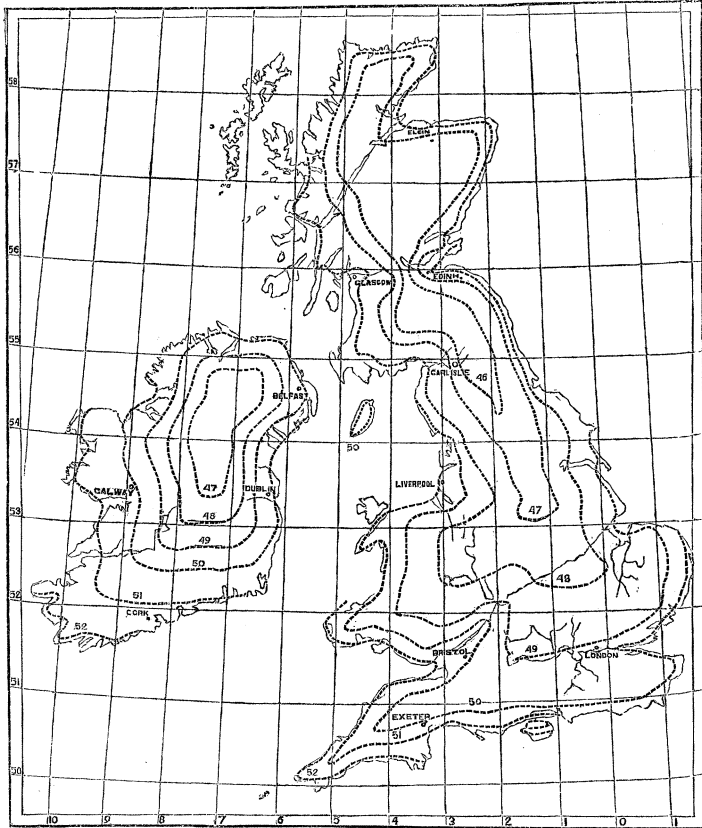 58
ELGIN
57
56
GLASGOW
EDINH
55
CARLISLE
46
BELFAST
54
50
GALWAY
47
DUBLIN
LIVERPOOL
48
53
47
49
50
48
51
52
CORK
52
BRISTOL
49
LONDON
51
50
EXETER
51
52
50
10 9 8 7 6 5 4 3 2 1 0 1